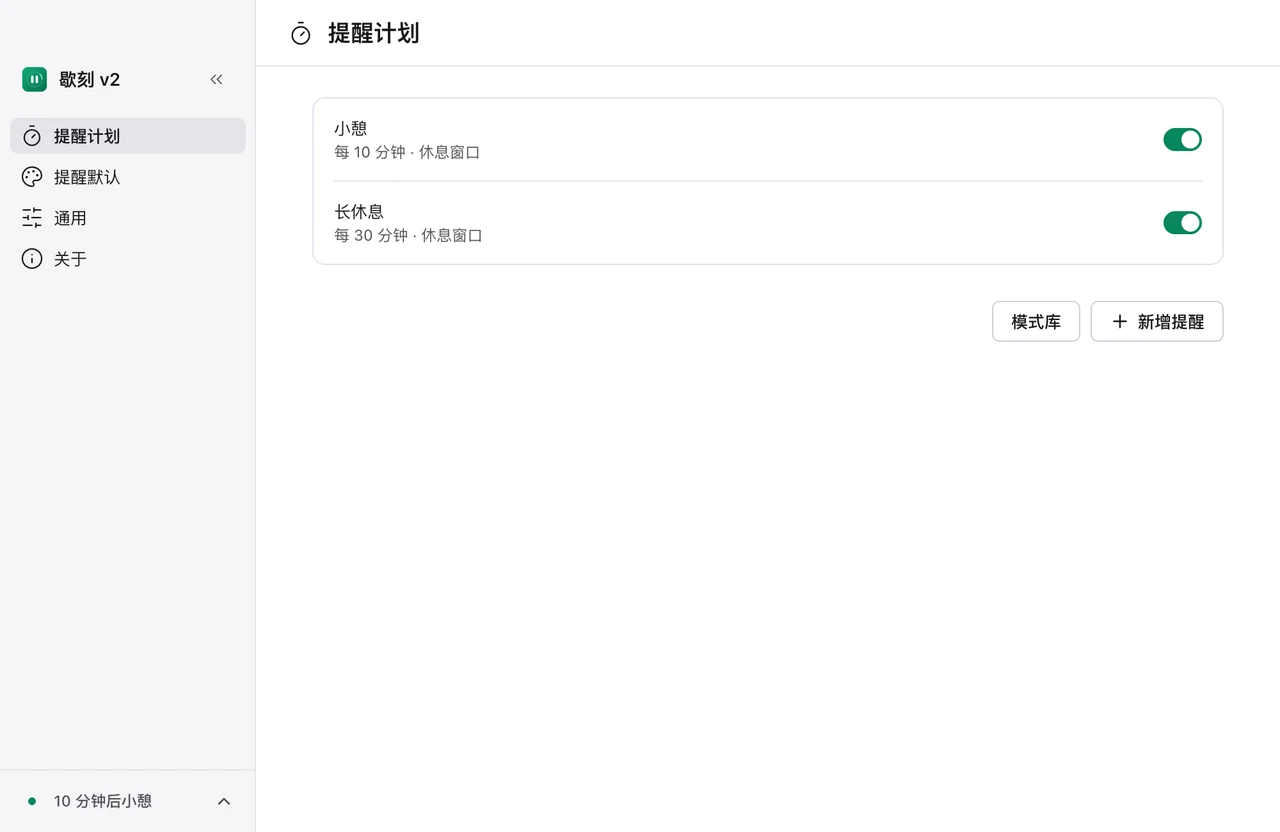 提醒计划
歇刻 v2
提醒计划
提醒默认
通用
关于
小憩
每 10 分钟 · 休息窗口
长休息
每 30 分钟 · 休息窗口
模式库
新增提醒
10 分钟后小憩